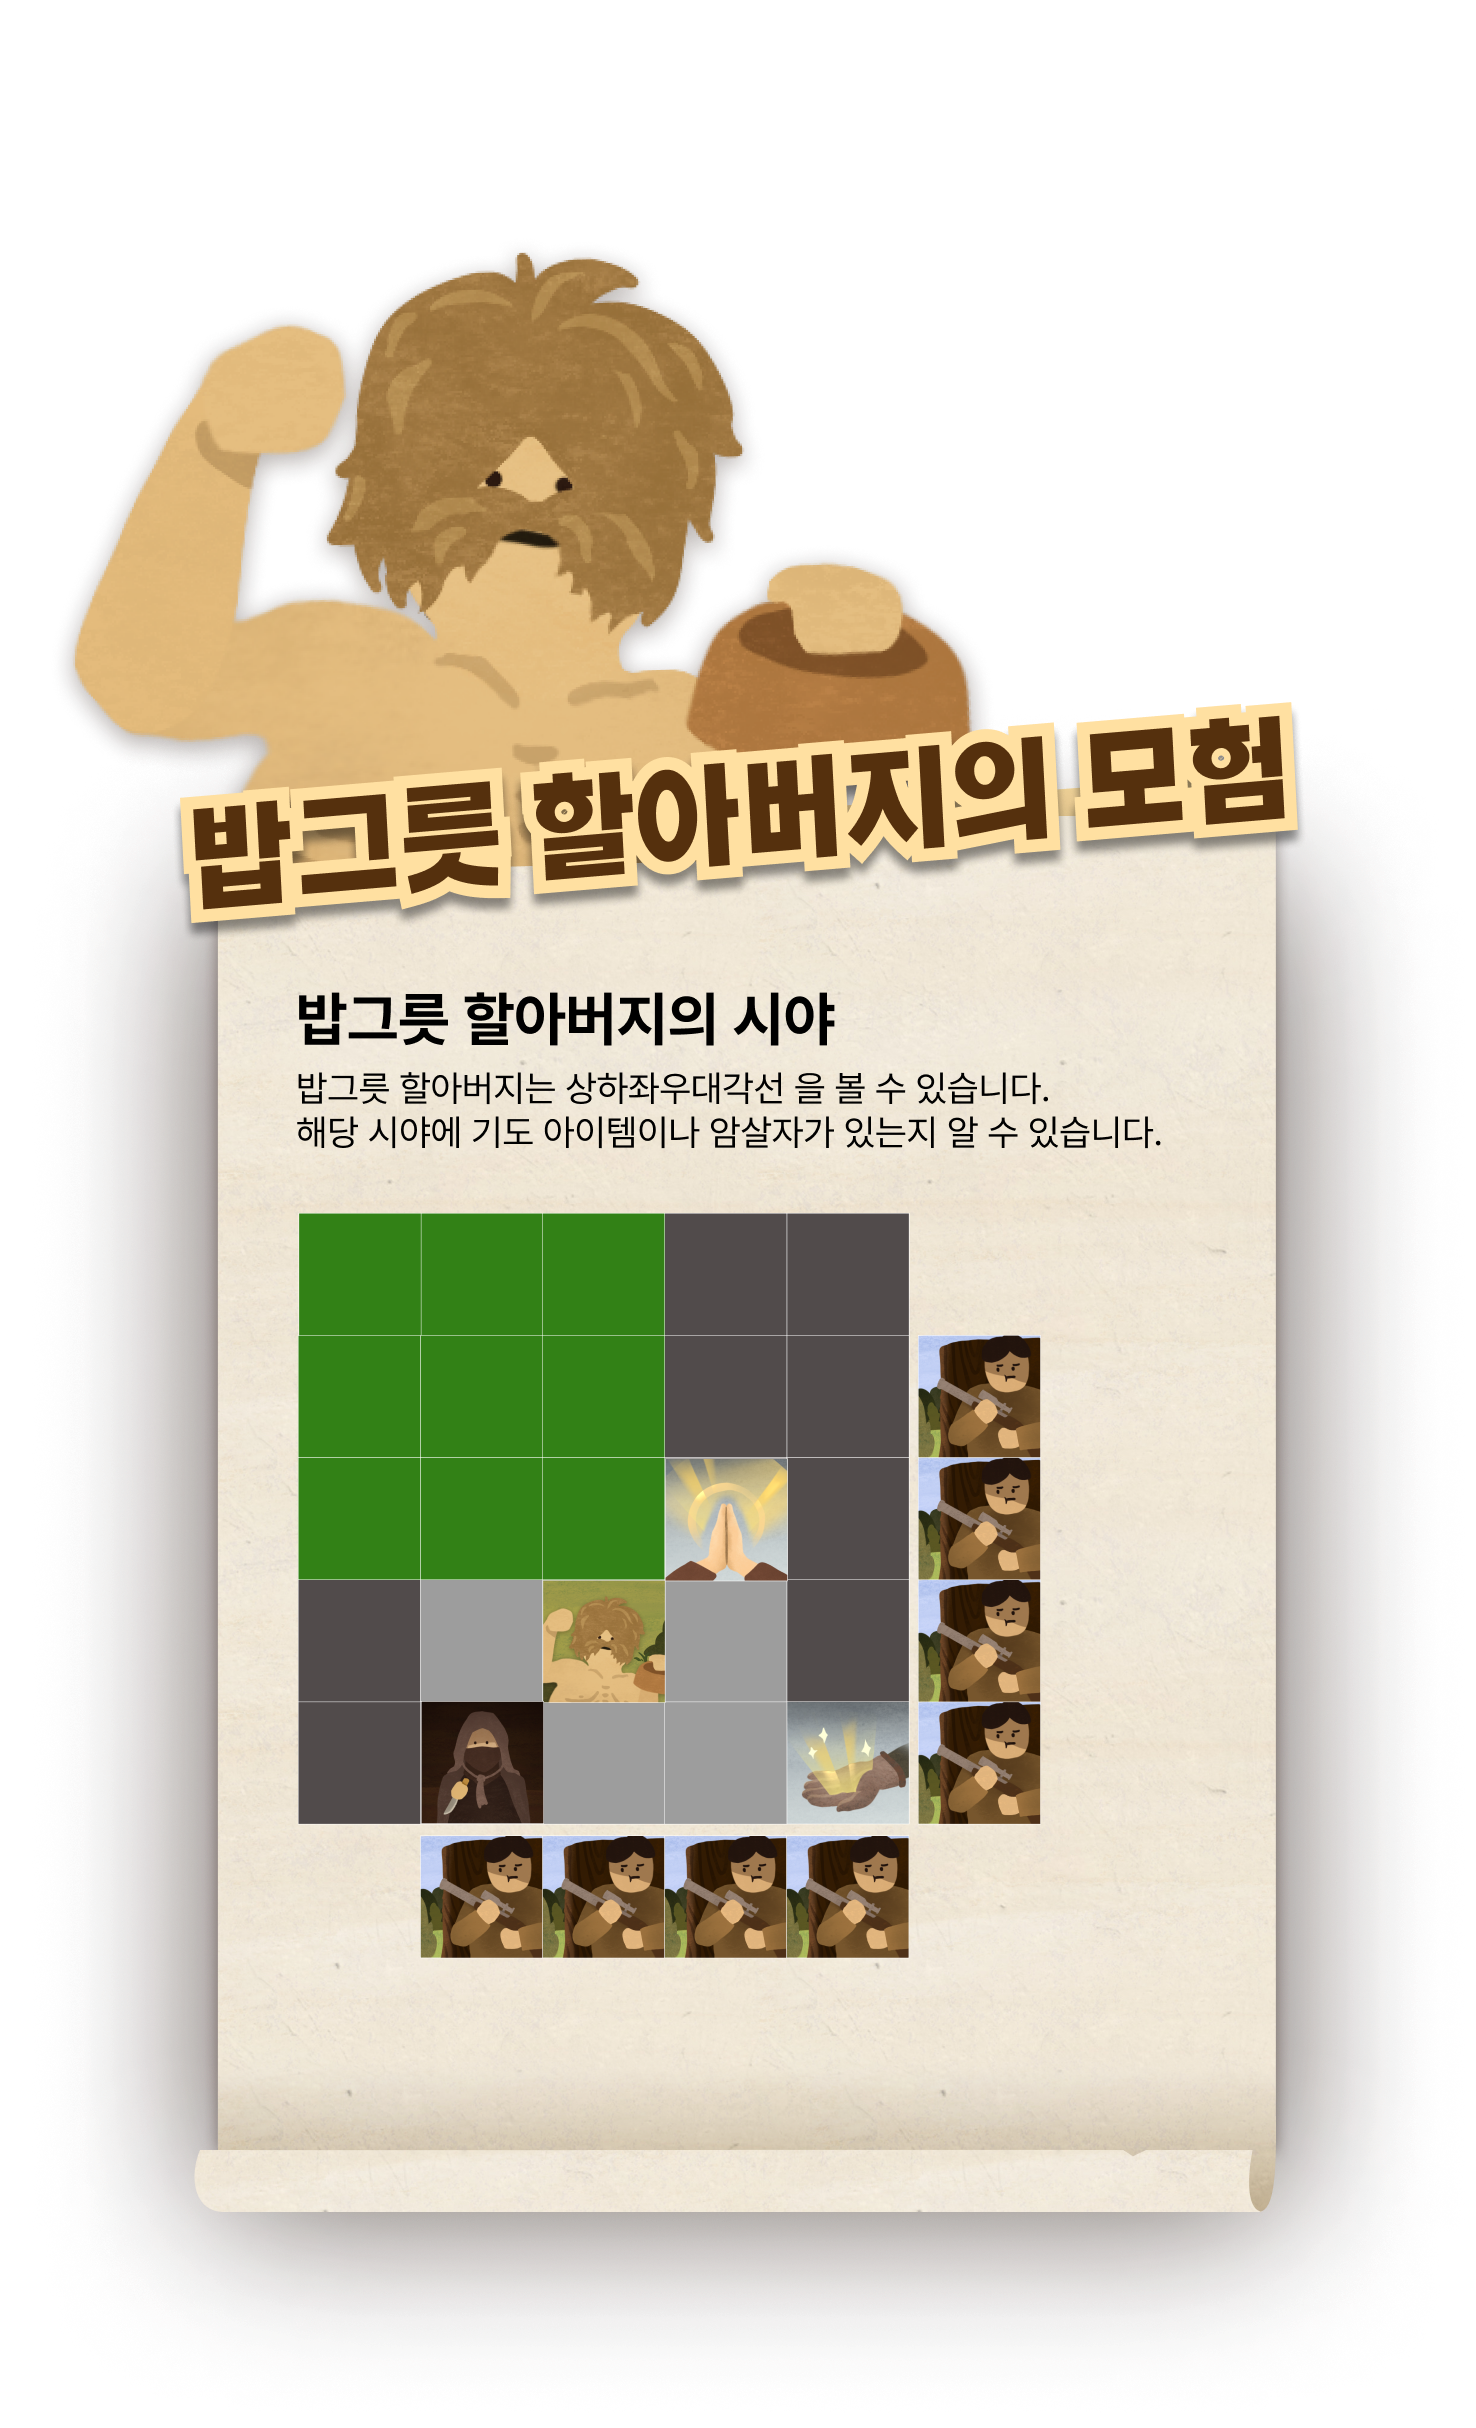 밥그릇 할아버지의 모험
밥그릇 할아버지의 시야
밥그릇 할아버지는 상하좌우대각선 을 볼 수 있습니다.
해당 시야에 기도 아이템이나 암살자가 있는지 알 수 있습니다.